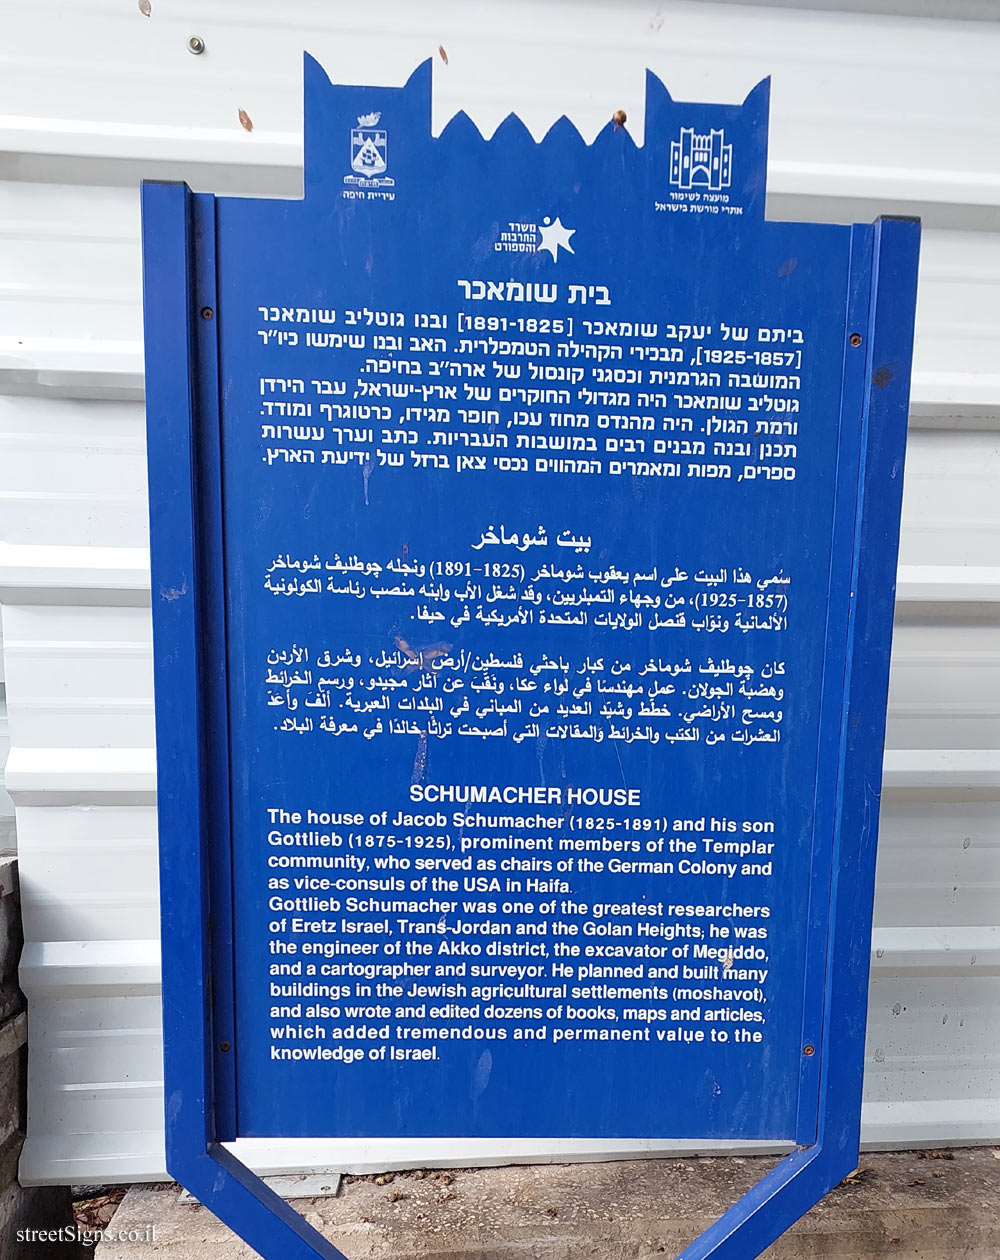 עיריית חיפה
מועצה לשימור
אתרי מורשת בישראל
משרד
התרבות
והספורט
בית שומאכר
ביתם של יעקב שומאכר [1891-1825] ובנו גוטליב שומאכר
[1925-1857], מבכירי הקהילה הטמפלרית. האב ובנו שימשו כיו"ר
המושבה הגרמנית וכסגני קונסול של ארה"ב בחיפה.
גוטליב שומאכר היה מגדולי החוקרים של ארץ-ישראל, עבר הירדן
ורמת הגולן. היה מהנדס מחוז עכו, חופר מגידו, כרטוגרף ומודד.
תכנן ובנה מבנים רבים במושבות העבריות. כתב וערך עשרות
ספרים, מפות ומאמרים המהווים נכסי צאן ברזל של ידיעת הארץ.
بيت شوماخر
سُمي هذا البيت على اسم يعقوب شوماخر (1825-1891) ونجله چوطليڤ شوماخر
(1857-1925)، من وجهاء التمبلريين، وقد شغل الأب وابنه منصب رئاسة الكولونية
الألمانية ونوّاب قنصل الولايات المتحدة الأمريكية في حيفا.
كان چوطليڤ شوماخر من كبار باحثي فلسطين/أرض إسرائيل، وشرق الأردن
وهضبة الجولان. عمل مهندسًا في لواء عكا، ونَقَّبَ عن آثار مجيدو، ورسم الخرائط
ومسح الأراضي. خطّط وشيّد العديد من المباني في البلدات العبرية. ألّفَ وأعَدّ
العشرات من الكتب والخرائط والمقالات التي أصبحت تراثًا خالدًا في معرفة البلاد.
SCHUMACHER HOUSE
The house of Jacob Schumacher (1825-1891) and his son
Gottlieb (1875-1925), prominent members of the Templar
community, who served as chairs of the German Colony and
as vice-consuls of the USA in Haifa.
Gottlieb Schumacher was one of the greatest researchers
of Eretz Israel, Trans-Jordan and the Golan Heights; he was
the engineer of the Akko district, the excavator of Megiddo,
and a cartographer and surveyor. He planned and built many
buildings in the Jewish agricultural settlements (moshavot),
and also wrote and edited dozens of books, maps and articles,
which added tremendous and permanent value to the
knowledge of Israel.
streetSigns.co.il